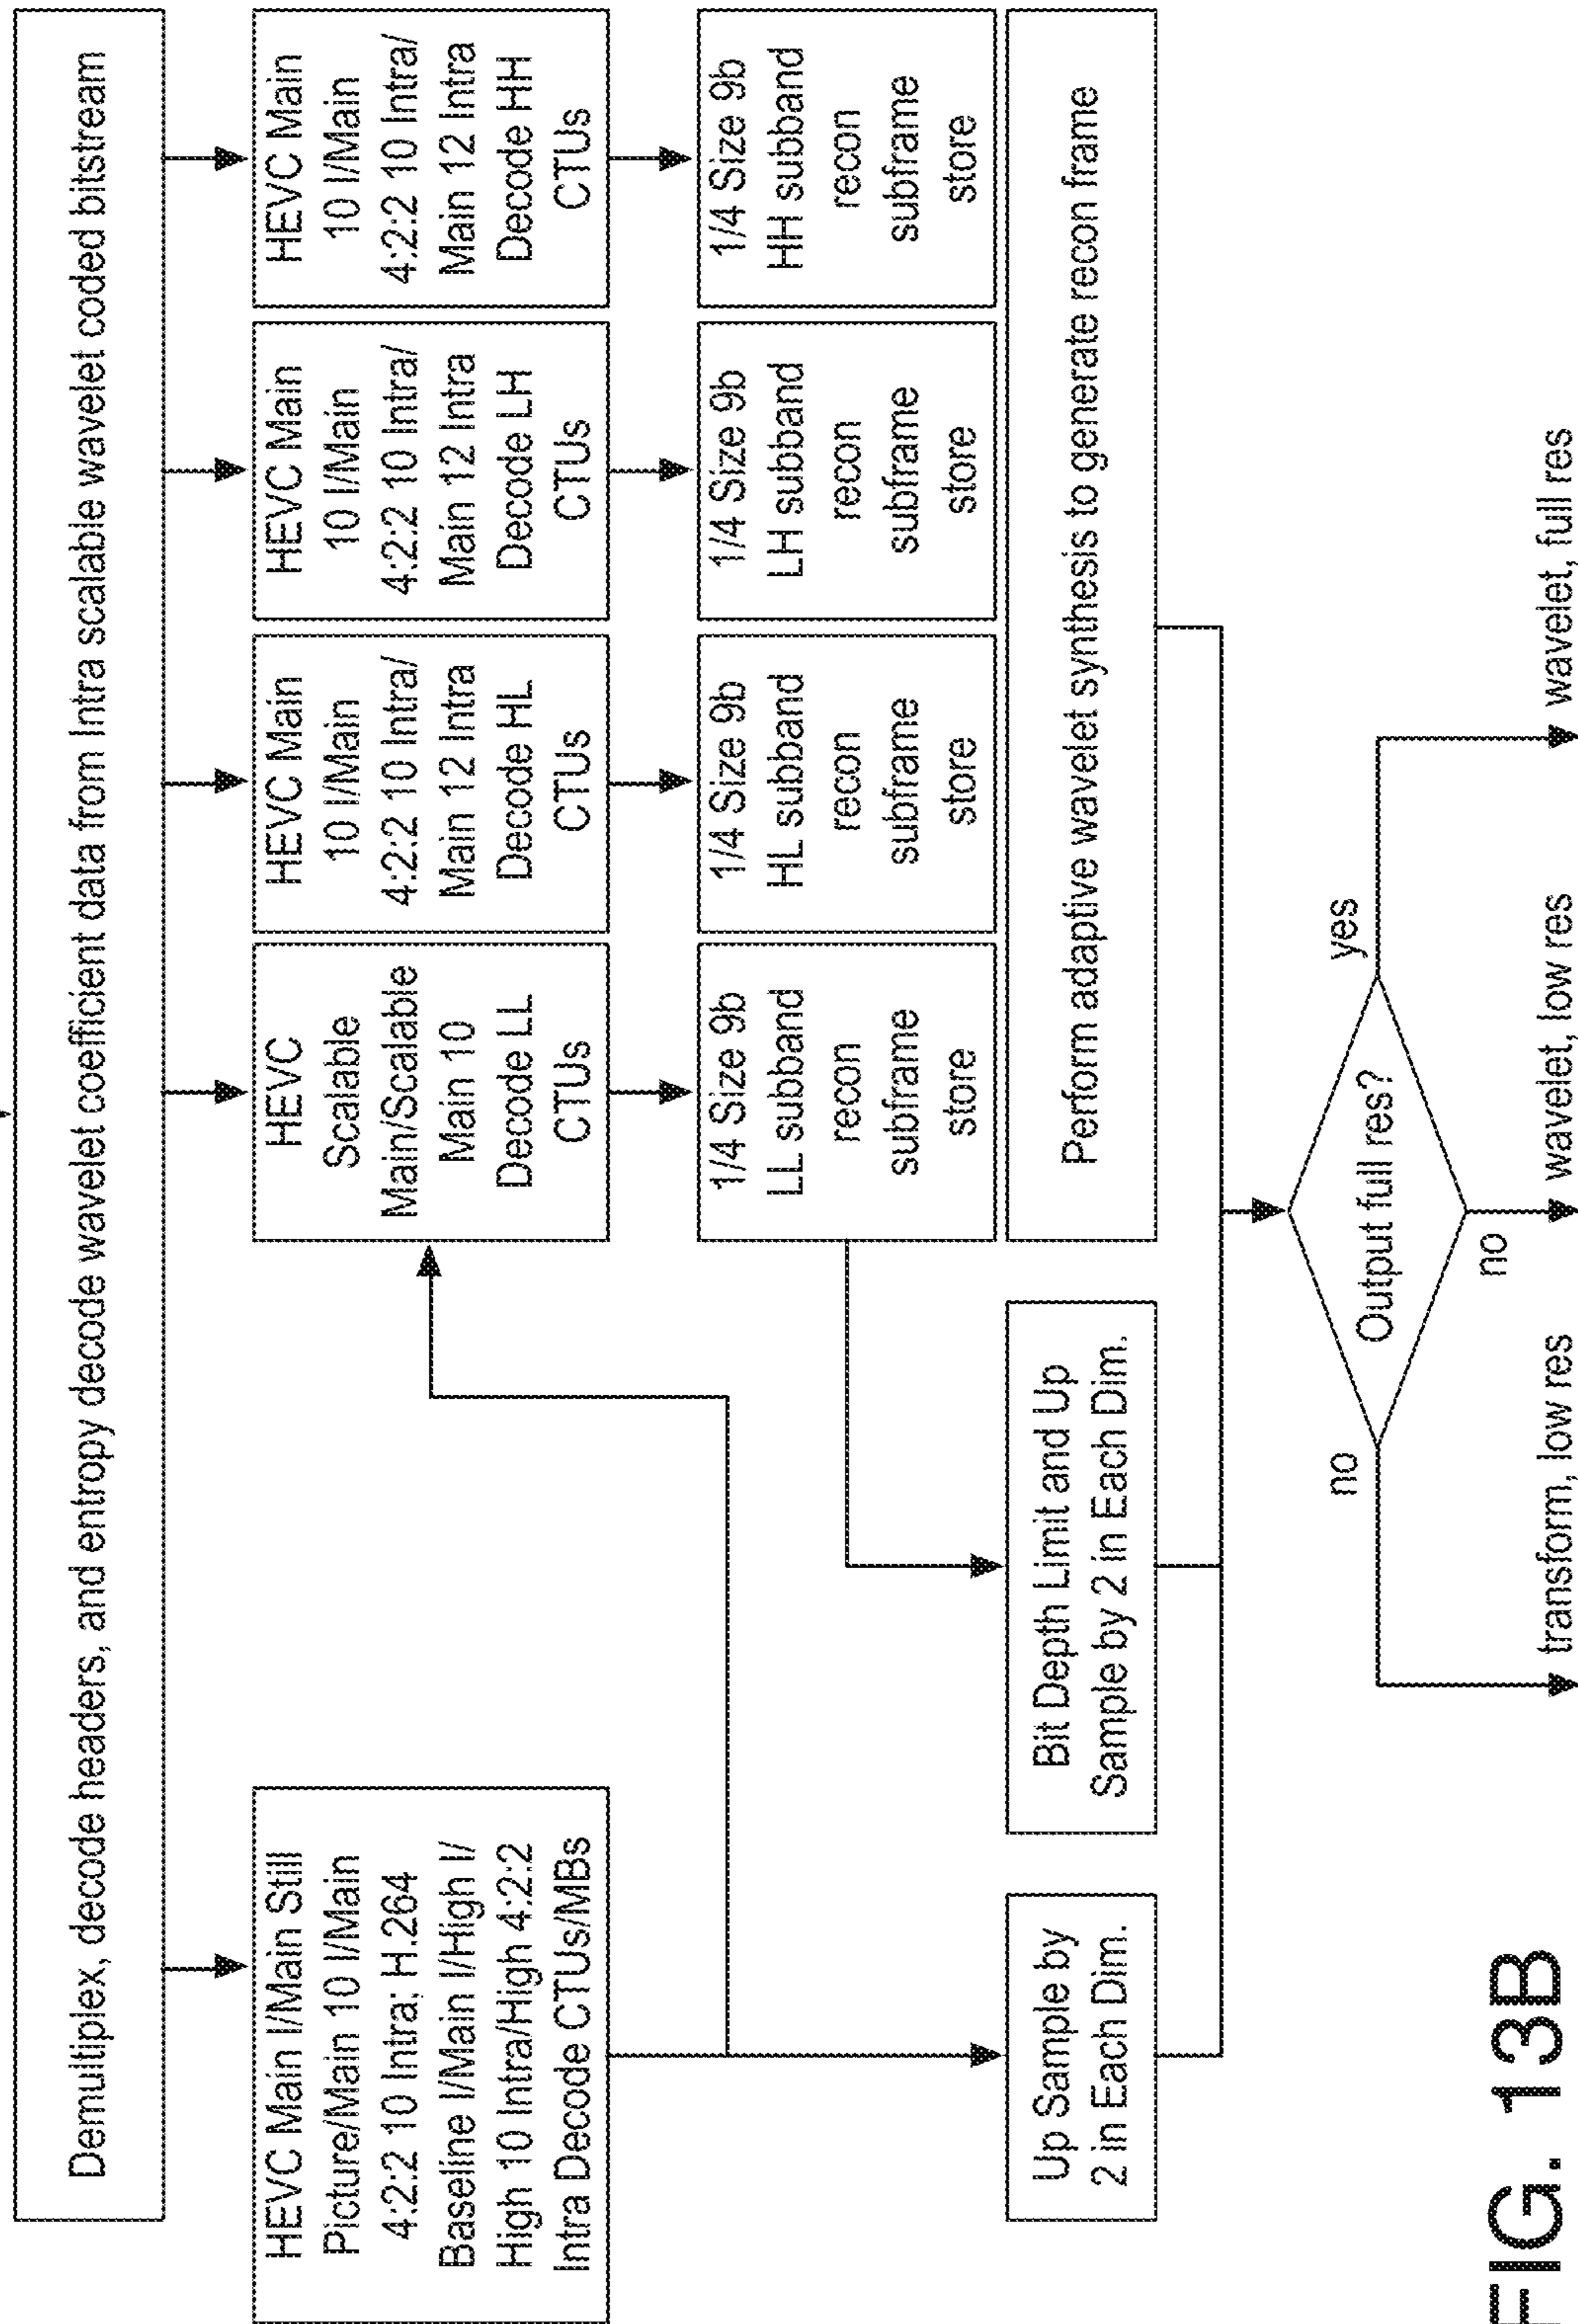 Demultiplex, decode headers, and entropy decode wavelet coefficient data from Intra scalable wavelet coded bitstream
HEVC Main I/Main Still
Picture/Main 10 I/Main
4:2:2 10 Intra; H.264
Baseline I/Main I/High I/
High 10 Intra/High 4:2:2
Intra Decode CTUs/MBs
HEVC
Scalable
Main/Scalable
Main 10
Decode LL
CTUs
HEVC Main
10 I/Main
4:2:2 10 Intra/
Main 12 Intra
Decode HL
CTUs
HEVC Main
10 I/Main
4:2:2 10 Intra/
Main 12 Intra
Decode LH
CTUs
HEVC Main
10 I/Main
4:2:2 10 Intra/
Main 12 Intra
Decode HH
CTUs
1/4 Size 9b
LL subband
recon
subframe
store
1/4 Size 9b
HL subband
recon
subframe
store
1/4 Size 9b
LH subband
recon
subframe
store
1/4 Size 9b
HH subband
recon
subframe
store
Up Sample by
2 in Each Dim.
Bit Depth Limit and Up
Sample by 2 in Each Dim.
Perform adaptive wavelet synthesis to generate recon frame
Output full res?
no
no
yes
transform, low res
wavelet, low res
wavelet, full res
FIG. 13B